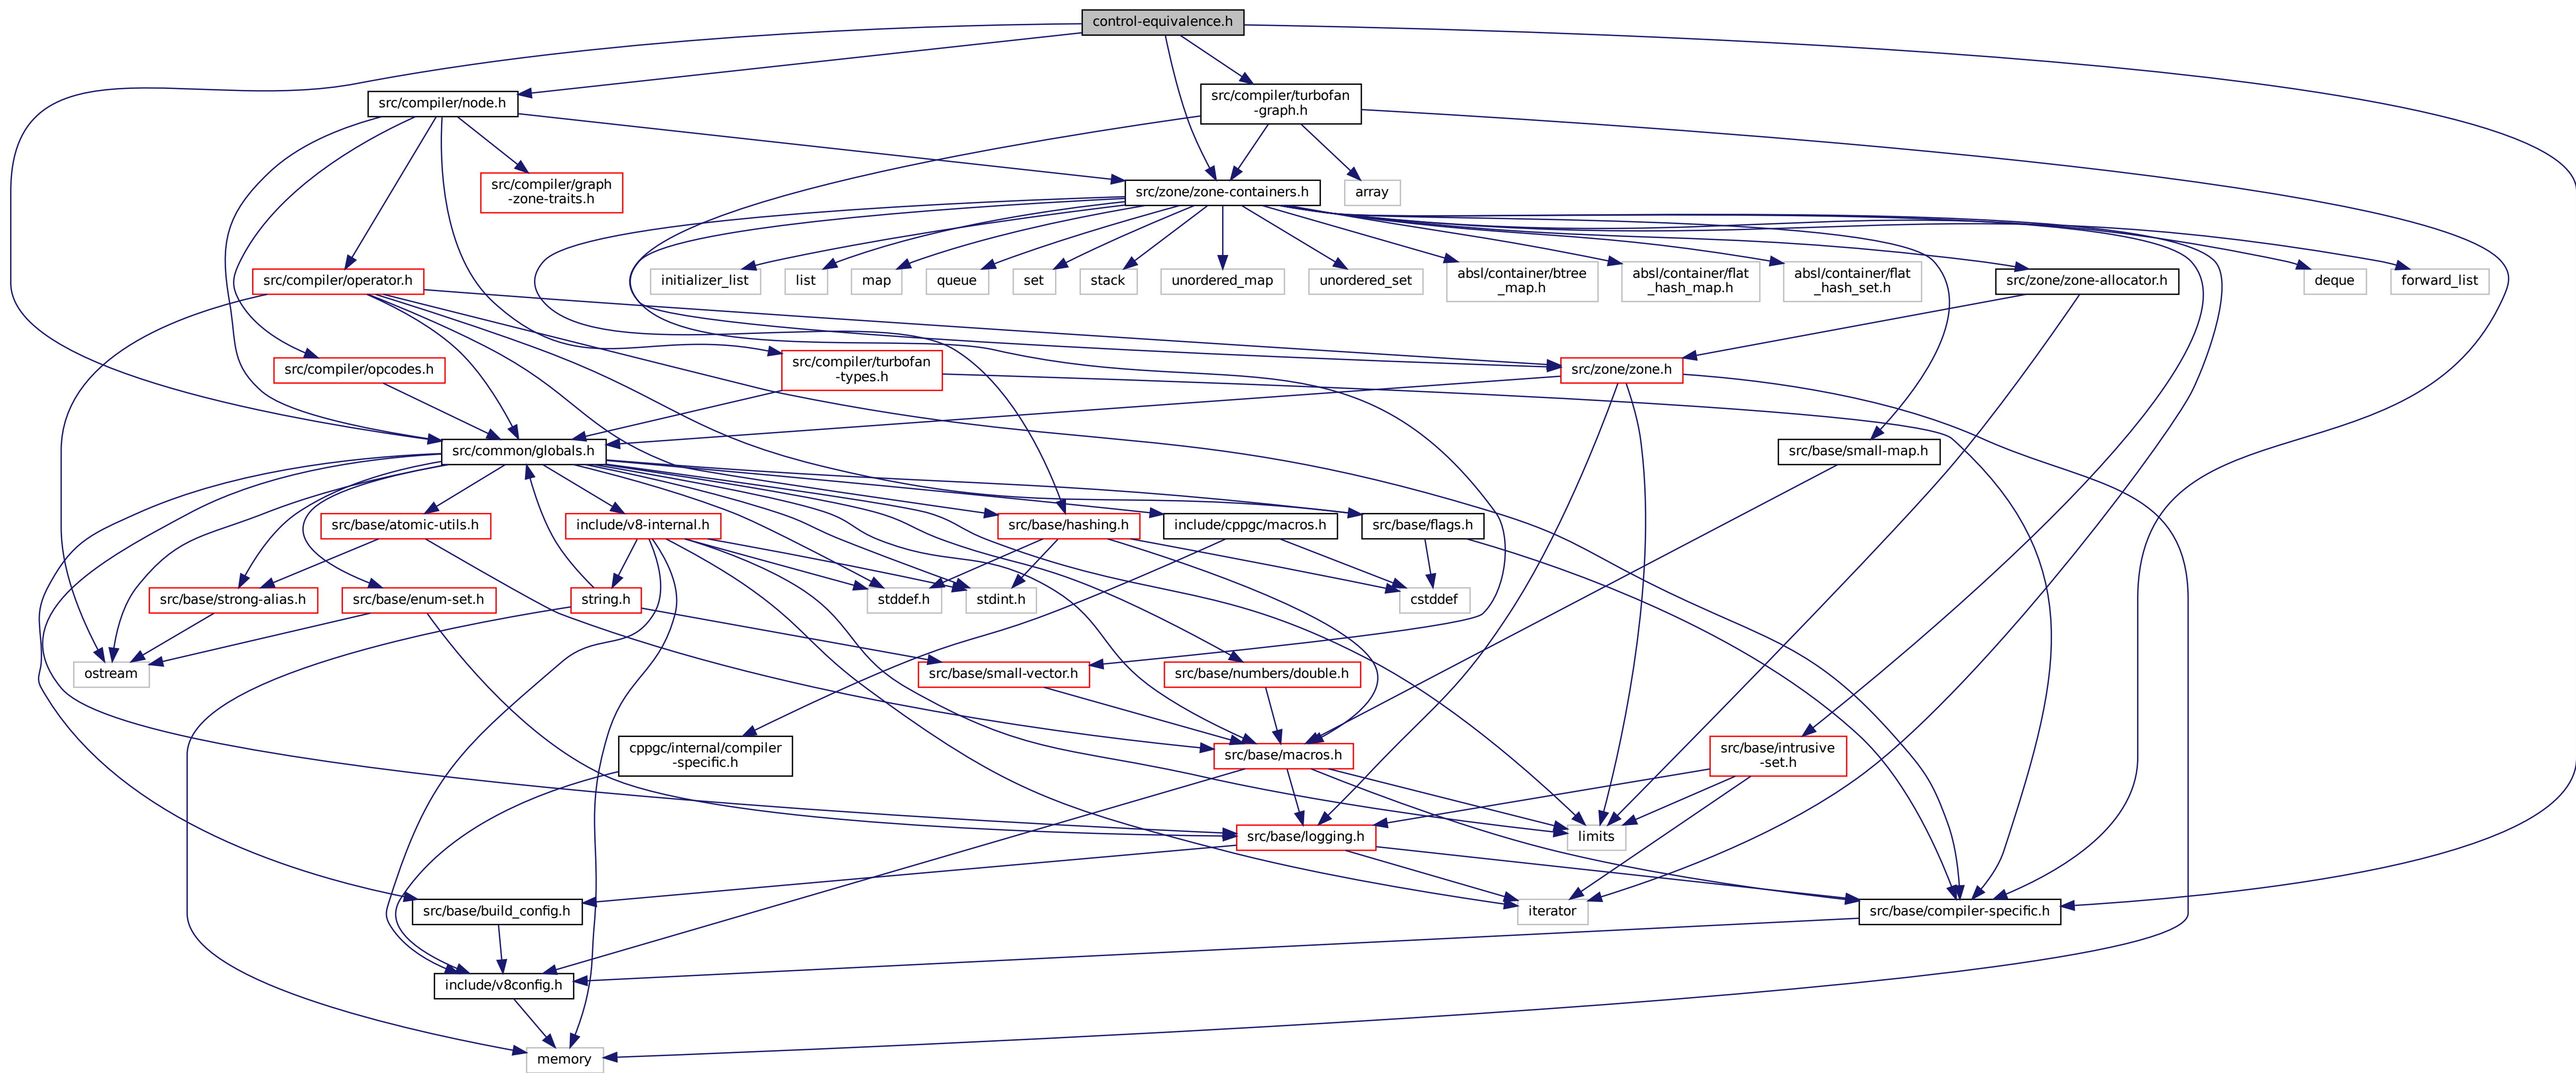 control-equivalence.h
src/compiler/node.h
src/compiler/turbofan
-graph.h
src/compiler/graph
-zone-traits.h
src/zone/zone-containers.h
array
src/compiler/operator.h
initializer_list
list
map
queue
set
stack
unordered_map
unordered_set
absl/container/btree
_map.h
absl/container/flat
_hash_map.h
absl/container/flat
_hash_set.h
src/zone/zone-allocator.h
deque
forward_list
src/compiler/opcodes.h
src/compiler/turbofan
-types.h
src/zone/zone.h
src/common/globals.h
src/base/small-map.h
src/base/atomic-utils.h
include/v8-internal.h
src/base/hashing.h
include/cppgc/macros.h
src/base/flags.h
src/base/strong-alias.h
src/base/enum-set.h
string.h
stddef.h
stdint.h
cstddef
ostream
src/base/small-vector.h
src/base/numbers/double.h
cppgc/internal/compiler
-specific.h
src/base/macros.h
src/base/intrusive
-set.h
src/base/logging.h
limits
src/base/build_config.h
iterator
src/base/compiler-specific.h
include/v8config.h
memory